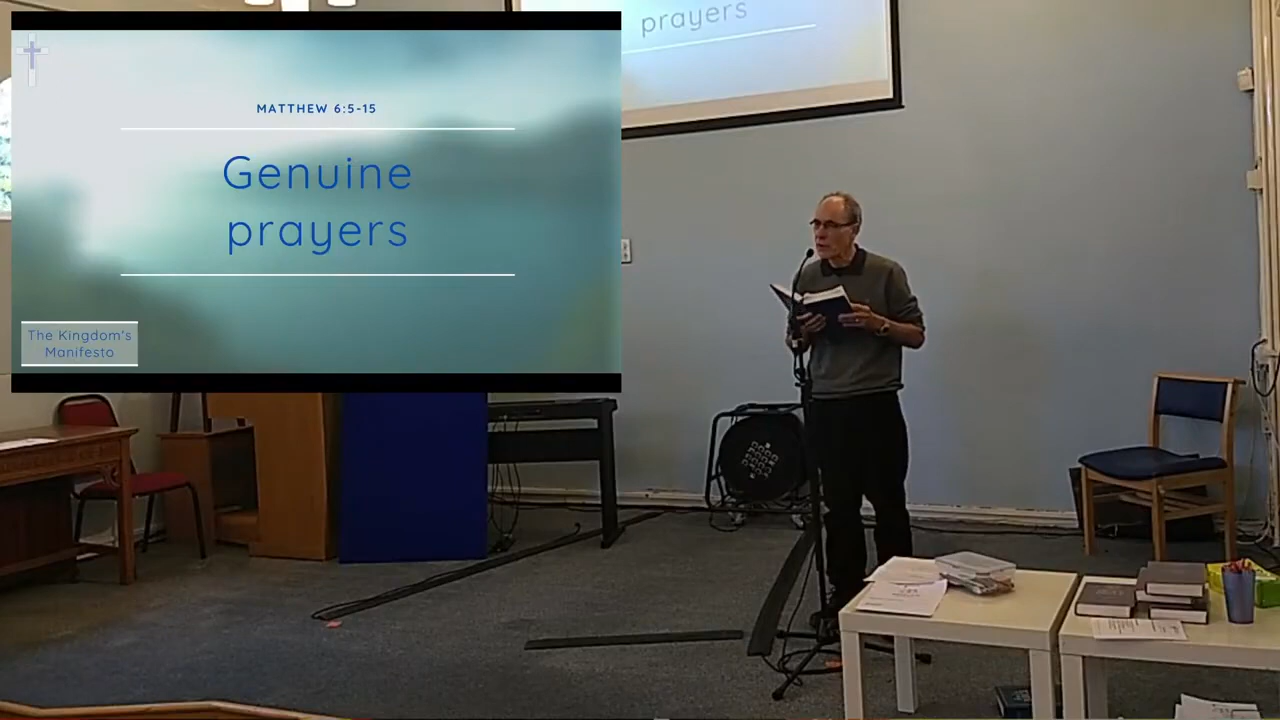 MATTHEW 6:5-15
Genuine
prayers
The Kingdom's
Manifesto
prayers